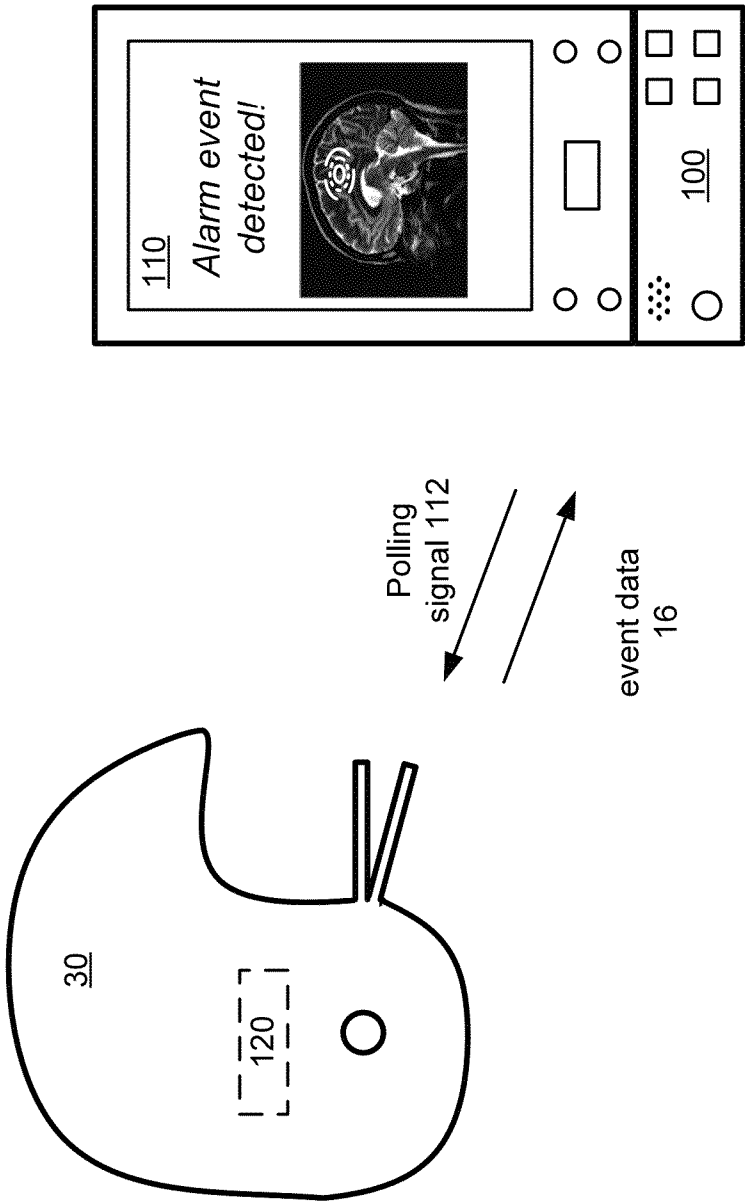 30
120
Polling
signal 112
event data
16
110
Alarm event
detected!
100